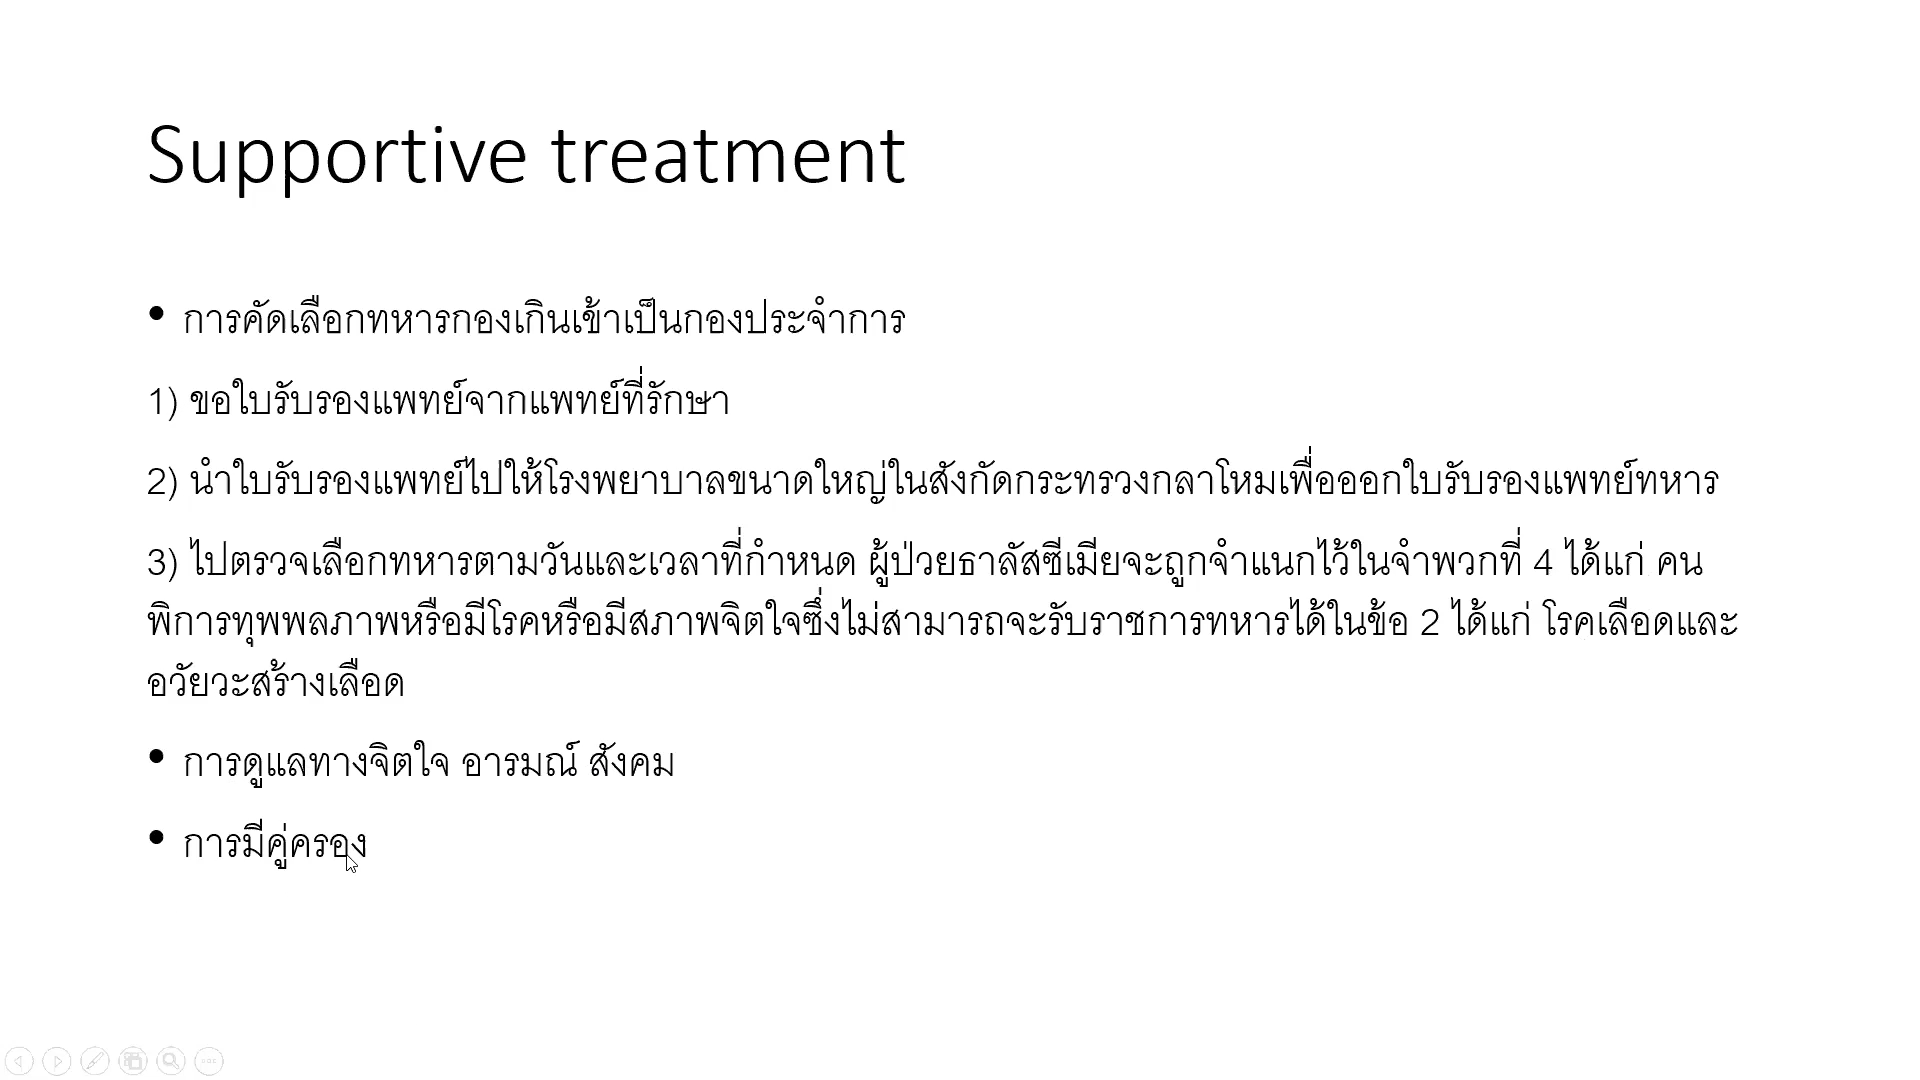 Supportive treatment
• การคัดเลือกทหารกองเกินเข้าเป็นกองประจำการ
1) ขอใบรับรองแพทย์จากแพทย์ที่รักษา
2) นำใบรับรองแพทย์ไปให้โรงพยาบาลขนาดใหญ่ในสังกัดกระทรวงกลาโหมเพื่อออกใบรับรองแพทย์ทหาร
3) ไปตรวจเลือกทหารตามวันและเวลาที่กำหนด ผู้ป่วยธาลัสซีเมียจะถูกจำแนกไว้ในจำพวกที่ 4 ได้แก่ คน
พิการทุพพลภาพหรือมีโรคหรือมีสภาพจิตใจซึ่งไม่สามารถจะรับราชการทหารได้ในข้อ 2 ได้แก่ โรคเลือดและ
อวัยวะสร้างเลือด
• การดูแลทางจิตใจ อารมณ์ สังคม
• การมีคู่ครอง